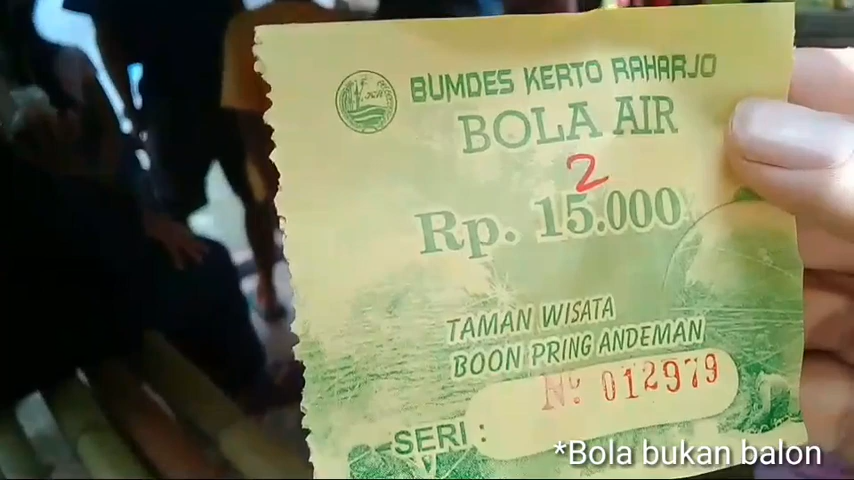 BUMDES KERTO RAHARJO
BOLA AIR
2
Rp. 15.000
TAMAN WISATA
BOON PRING ANDEMAN
No 012979
SERI :
*Bola bukan balon